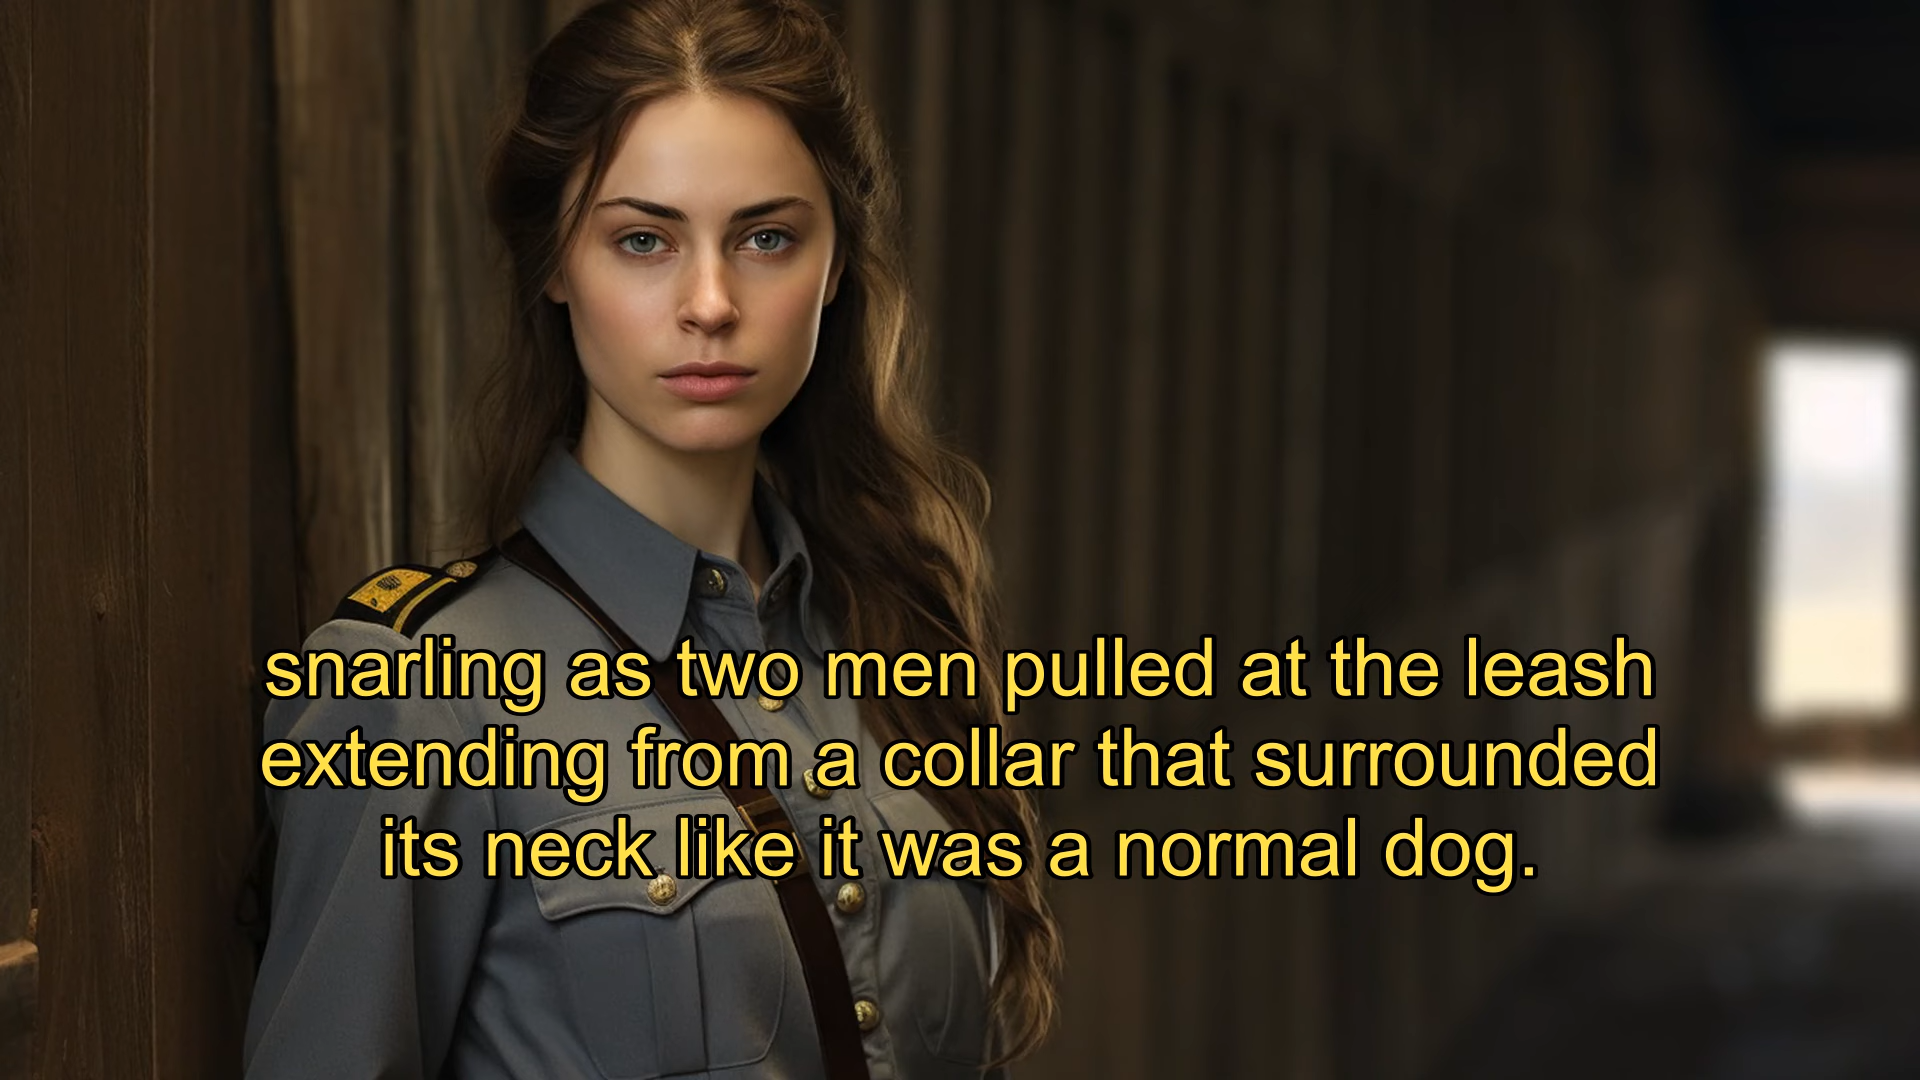 snarling as two men pulled at the leash
extending from a collar that surrounded
its neck like it was a normal dog.